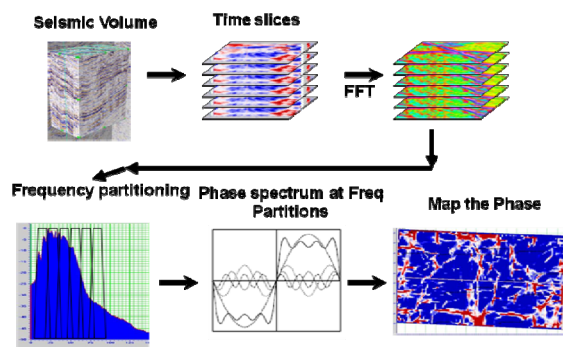 Seismic Volume
Time slices
FFT
Frequency partitioning
Phase spectrum at Freq
Partitions
Map the Phase